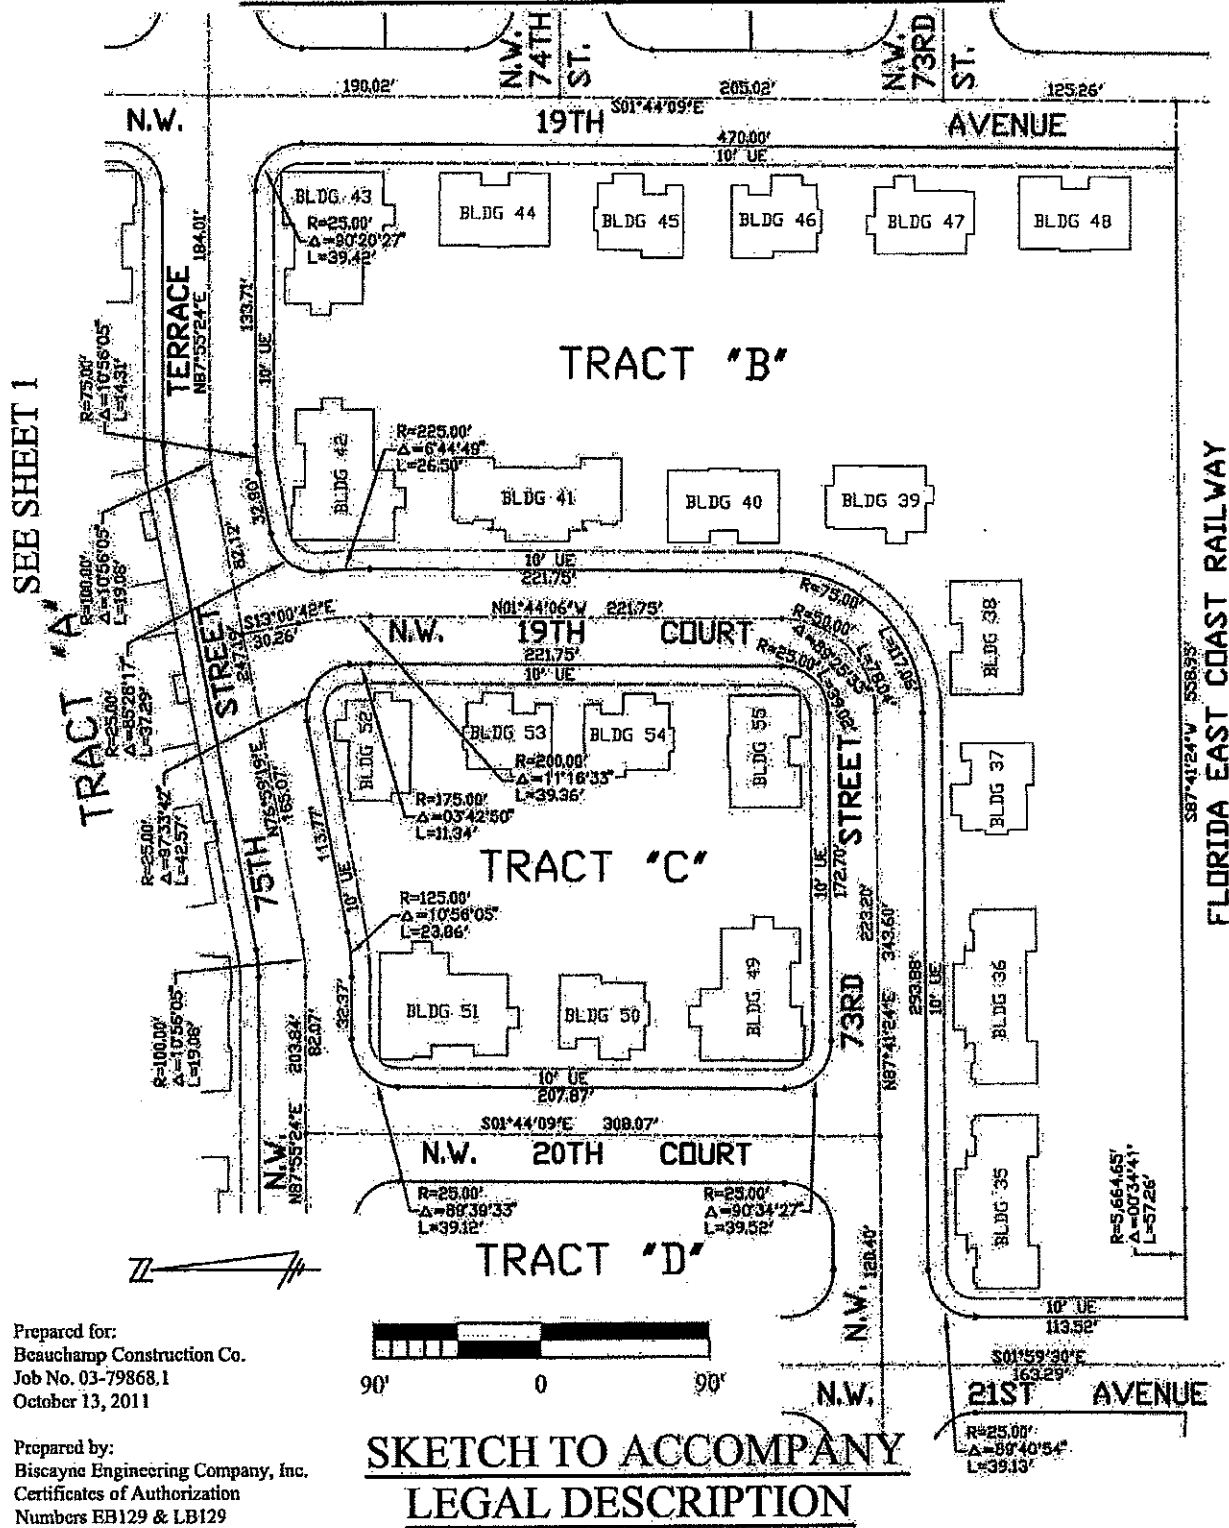 N.W.
74TH
ST.
N.W.
73RD
ST.
190.02'
205.02'
125.26'
S01°44'09"E
N.W.
19TH
AVENUE
470.00'
10' UE
BLDG 43
R=25.00'
Δ=90°20'27"
L=39.42'
BLDG 44
BLDG 45
BLDG 46
BLDG 47
BLDG 48
TERRACE
N87°55'24"E 184.01'
133.71'
10' UE
TRACT "B"
SEE SHEET 1
R=75.00'
Δ=10°56'05"
L=14.31'
R=225.00'
Δ=6°44'49"
L=26.50'
BLDG 42
BLDG 41
BLDG 40
BLDG 39
32.80'
R=100.00'
Δ=10°56'05"
L=19.08'
TRACT "A"
S13°00'42"E
30.26'
247.19'
STREET
10' UE
221.75'
N01°44'06"W 221.75'
N.W.
19TH
COURT
221.75'
10' UE
R=75.00'
L=117.06'
R=50.00'
Δ=89°25'33"
L=78.04'
R=25.00'
L=39.02'
BLDG 38
FLORIDA EAST COAST RAILWAY
S87°41'24"W 558.95'
R=25.00'
Δ=85°28'17"
L=37.29'
BLDG 52
BLDG 53
BLDG 54
BLDG 55
BLDG 37
R=200.00'
Δ=11°16'33"
L=39.36'
R=175.00'
Δ=03°42'50"
L=11.34'
N76°59'19"E
165.07'
113.77'
10' UE
R=25.00'
Δ=97°33'42"
L=42.57'
75TH
TRACT "C"
10' UE
172.70'
STREET
223.20'
343.60'
N87°41'24"E
293.88'
10' UE
R=125.00'
Δ=10°56'05"
L=23.86'
R=100.00'
Δ=10°56'05"
L=19.08'
32.37'
BLDG 51
BLDG 50
BLDG 49
BLDG 36
73RD
203.84'
82.07'
N87°55'24"E
N.W.
10' UE
207.87'
S01°44'09"E 308.07'
N.W.
20TH
COURT
R=25.00'
Δ=89°39'33"
L=39.12'
R=25.00'
Δ=90°34'27"
L=39.52'
BLDG 35
R=5,664.65'
Δ=00°34'41"
L=57.26'
TRACT "D"
N.W.
120.40'
10' UE
113.52'
S01°59'30"E
163.29'
N.W.
21ST
AVENUE
R=25.00'
Δ=89°40'54"
L=39.13'
N
90'
0
90'
Prepared for:
Beauchamp Construction Co.
Job No. 03-79868.1
October 13, 2011
Prepared by:
Biscayne Engineering Company, Inc.
Certificates of Authorization
Numbers EB129 & LB129
SKETCH TO ACCOMPANY
LEGAL DESCRIPTION